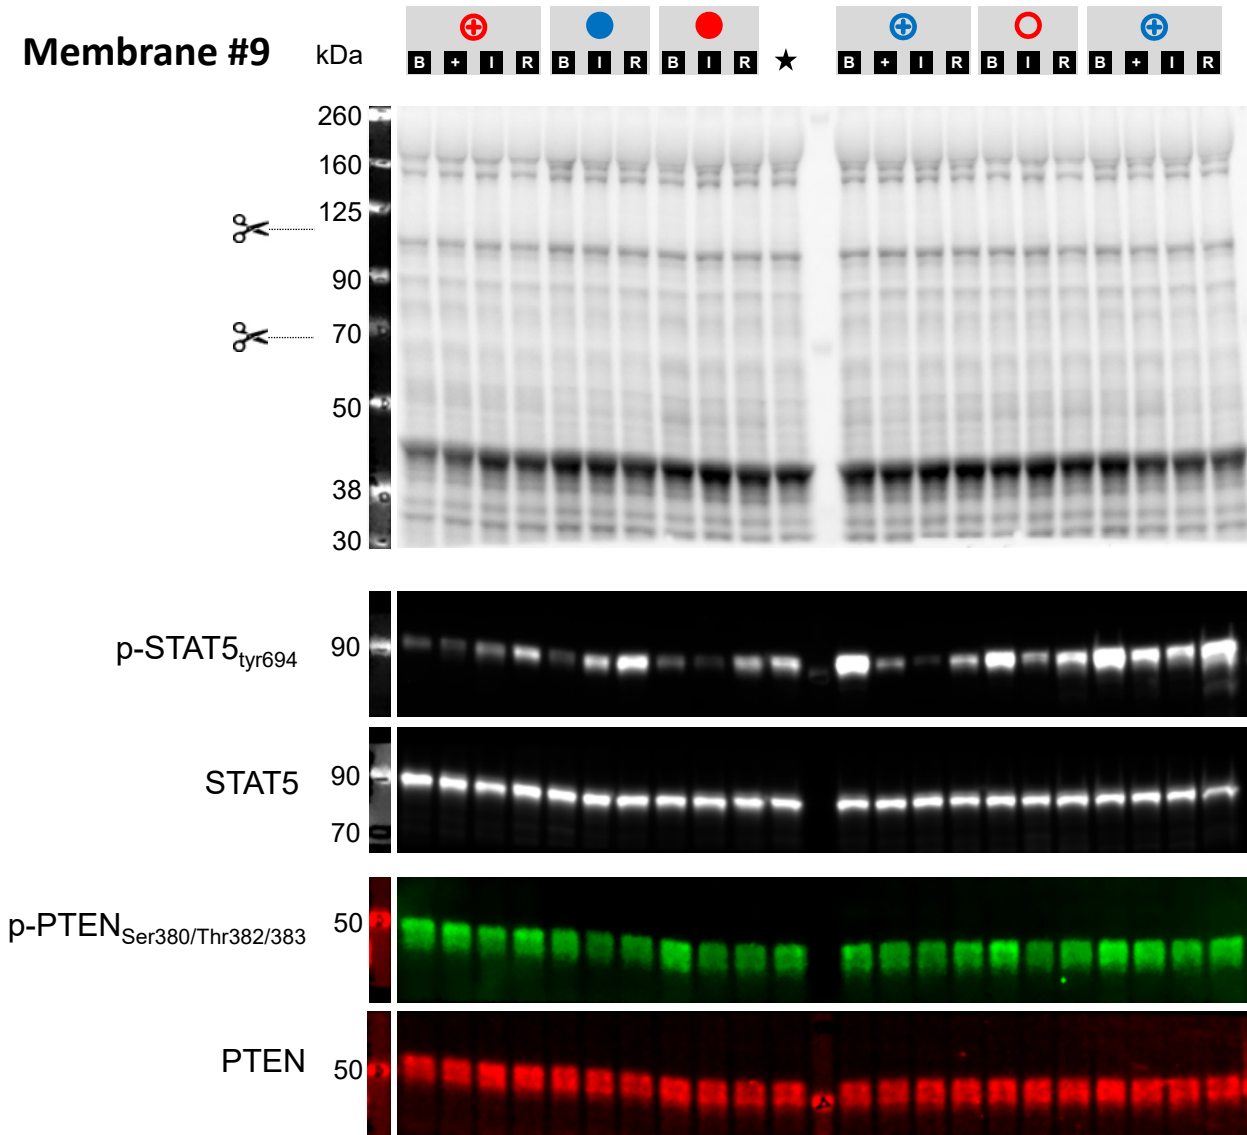 Membrane #9
kDa
B + I R B I R B I R ★ B + I R B I R B + I R
260
160
125
90
70
50
38
30
p-STAT5tyr694 90
STAT5 90
70
p-PTENSer380/Thr382/383 50
PTEN 50